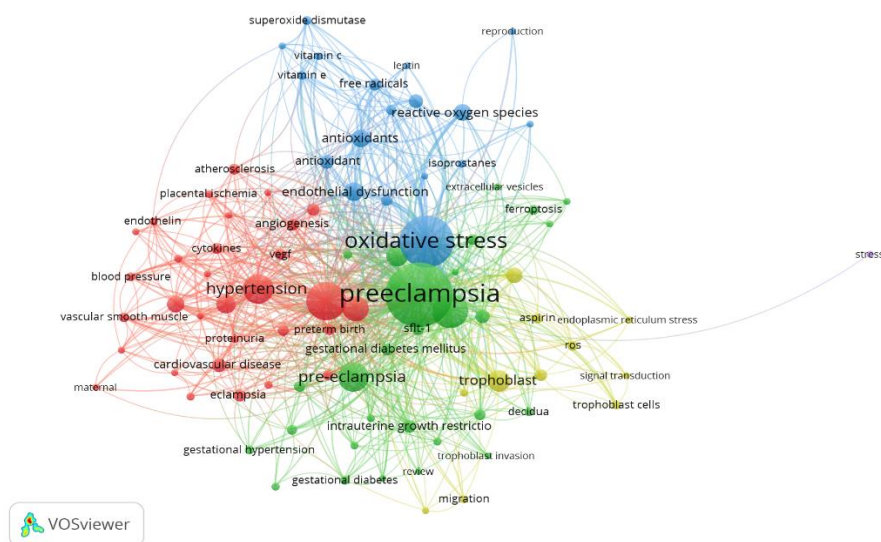 superoxide dismutase
reproduction
vitamin c
leptin
vitamin e
free radicals
reactive oxygen species
antioxidants
antioxidant
isoprostanes
atherosclerosis
placental ischemia
endothelial dysfunction
extracellular vesicles
ferroptosis
endothelin
angiogenesis
oxidative stress
cytokines
vegf
stress
blood pressure
hypertension
preeclampsia
vascular smooth muscle
aspirin
endoplasmic reticulum stress
preterm birth
sflt-1
proteinuria
ros
gestational diabetes mellitus
cardiovascular disease
pre-eclampsia
trophoblast
signal transduction
maternal
eclampsia
trophoblast cells
decidua
intrauterine growth restrictio
gestational hypertension
trophoblast invasion
review
gestational diabetes
migration
VOSviewer